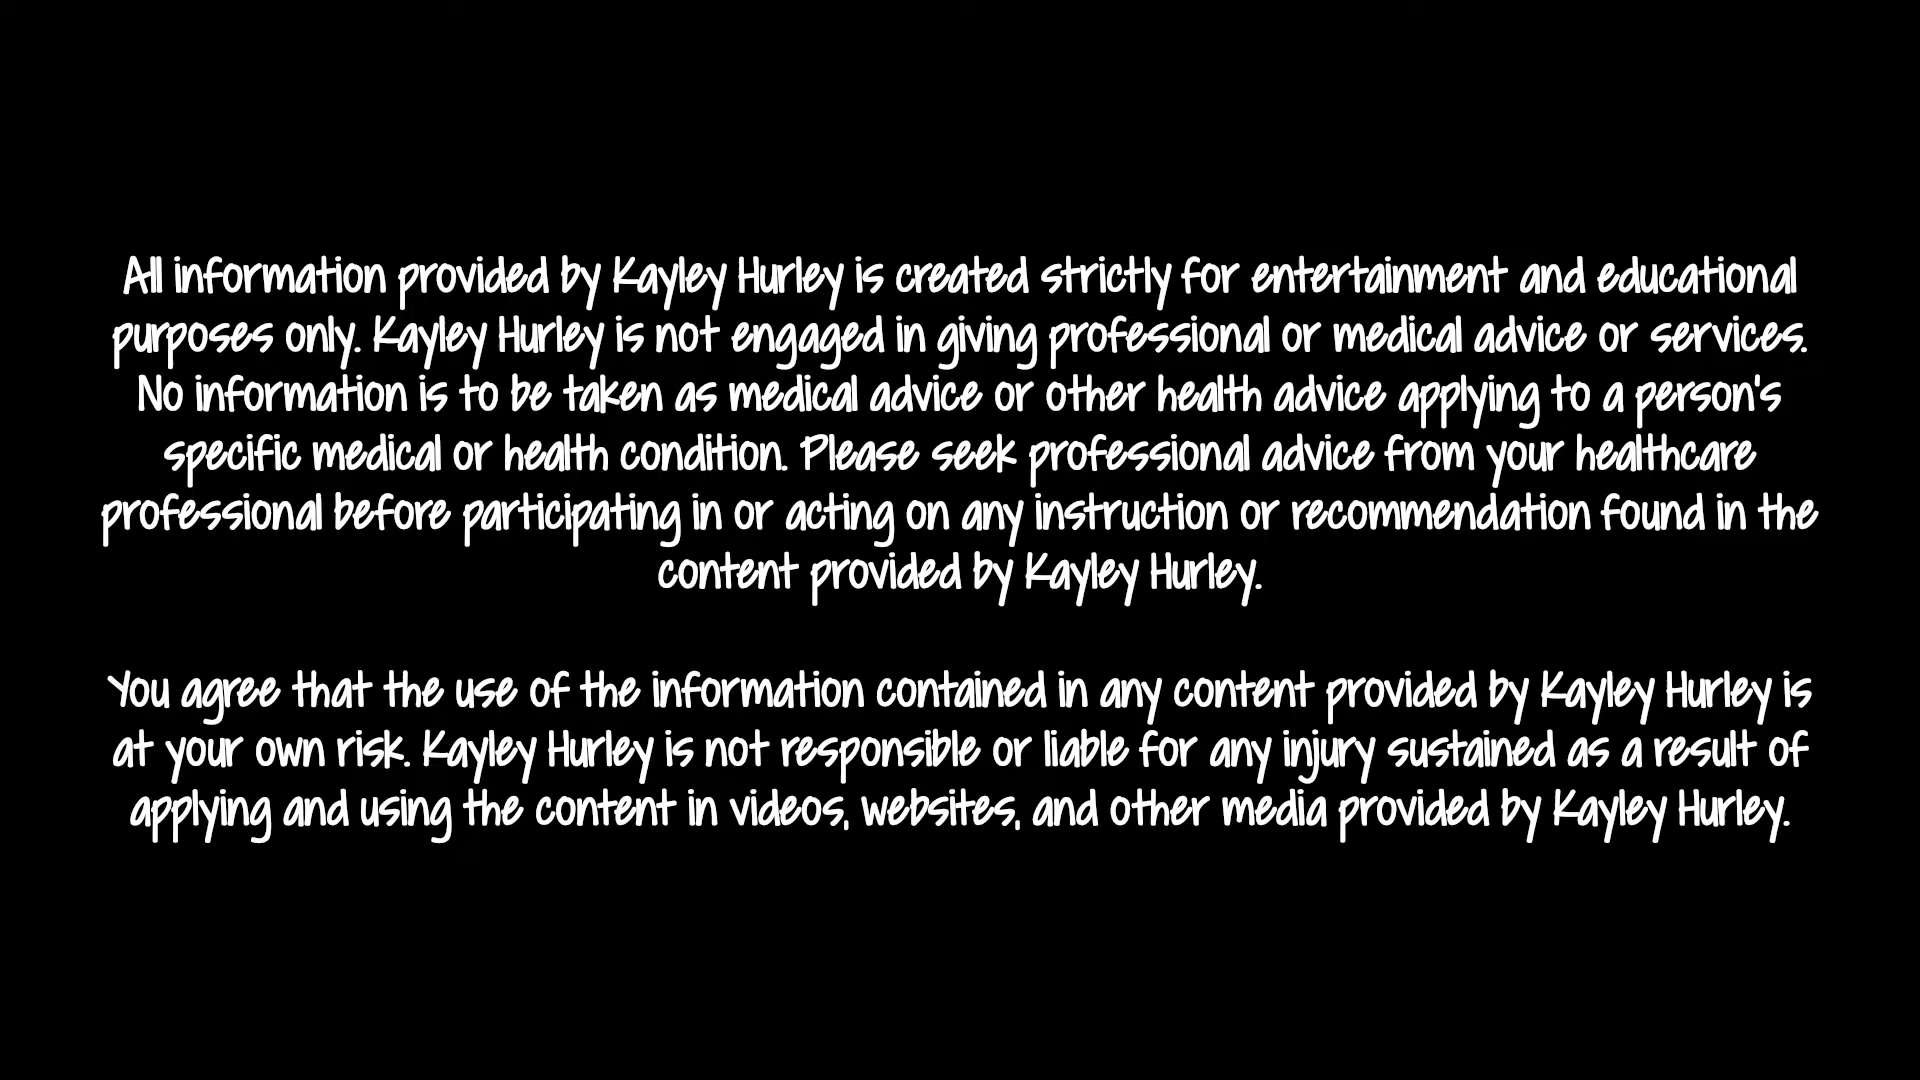 All information provided by Kayley Hurley is created strictly for entertainment and educational
purposes only. Kayley Hurley is not engaged in giving professional or medical advice or services.
No information is to be taken as medical advice or other health advice applying to a person's
specific medical or health condition. Please seek professional advice from your healthcare
professional before participating in or acting on any instruction or recommendation found in the
content provided by Kayley Hurley.
You agree that the use of the information contained in any content provided by Kayley Hurley is
at your own risk. Kayley Hurley is not responsible or liable for any injury sustained as a result of
applying and using the content in videos, websites, and other media provided by Kayley Hurley.